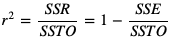 r² = SSR/SSTO = 1 − SSE/SSTO